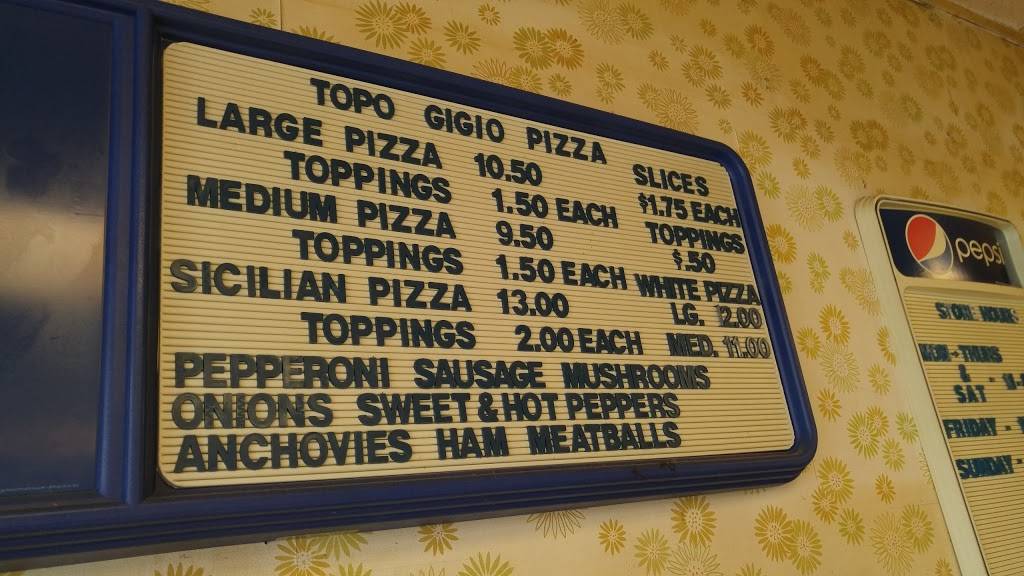 TOPO GIGIO PIZZA
LARGE PIZZA 10.50
TOPPINGS 1.50 EACH
MEDIUM PIZZA 9.50
TOPPINGS 1.50 EACH
SICILIAN PIZZA 13.00
TOPPINGS 2.00 EACH
SLICES
$1.75 EACH
TOPPINGS
$.50
WHITE PIZZA
LG. 12.00
MED. 11.00
PEPPERONI SAUSAGE MUSHROOMS
ONIONS SWEET & HOT PEPPERS
ANCHOVIES HAM MEATBALLS
pepsi
STORE HOURS
MON - THURS
&
SAT -
FRIDAY -
SUNDAY -